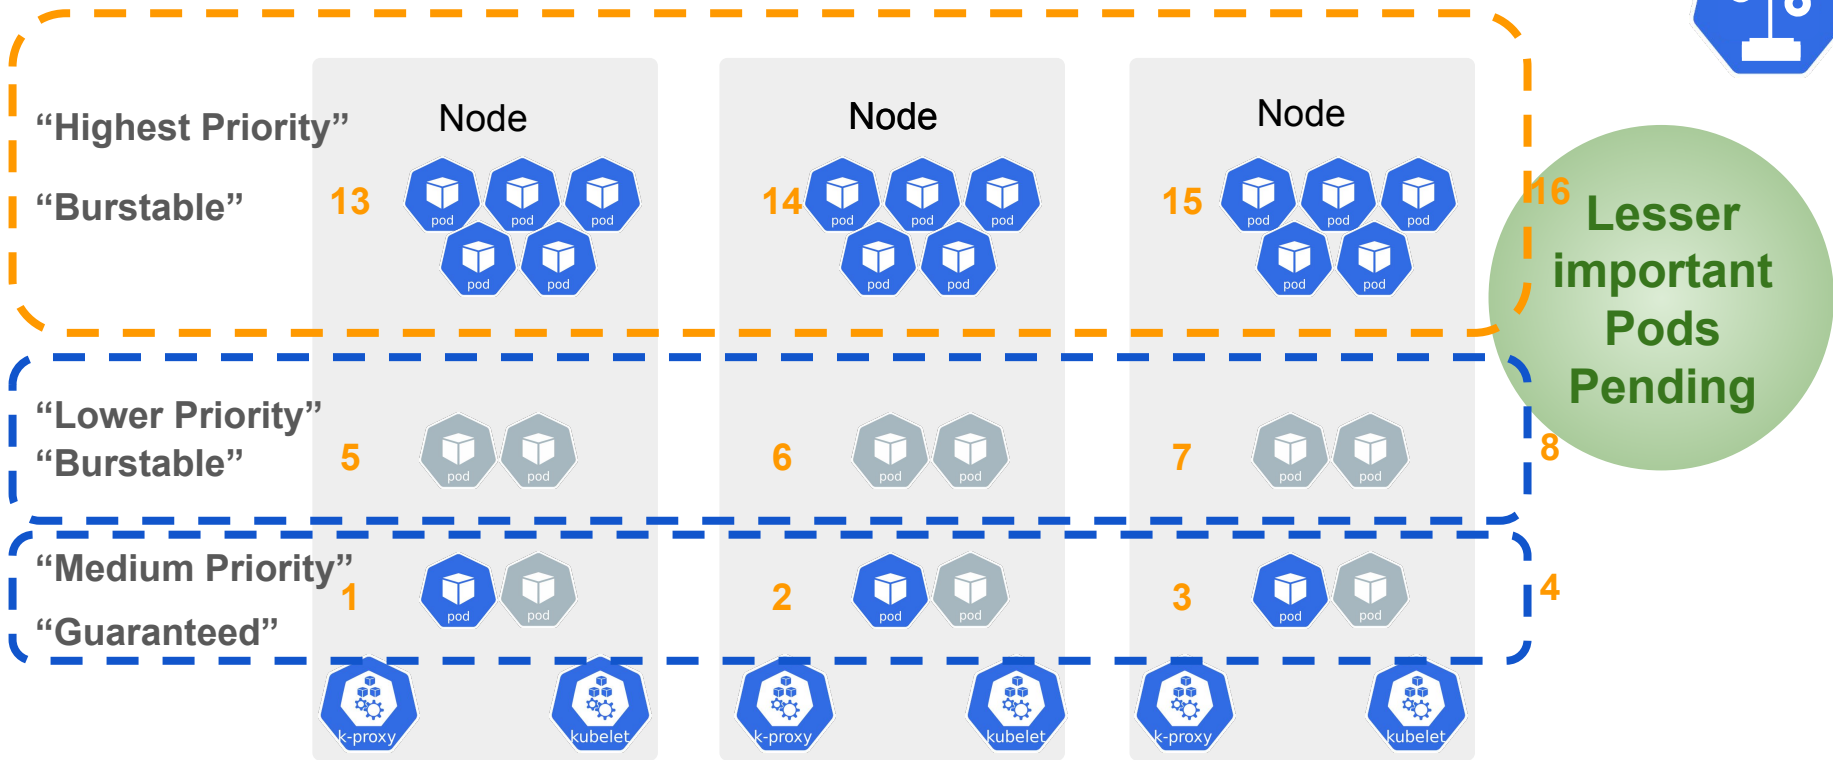 Node
Node
Node
“Highest Priority”
“Burstable”
13
14
15
16
pod pod pod
pod pod
pod pod pod
pod pod
pod pod pod
pod pod
Lesser
important
Pods
Pending
“Lower Priority”
“Burstable”
5
pod pod
6
pod pod
7
pod pod
8
“Medium Priority”
“Guaranteed”
1
pod pod
2
pod pod
3
pod pod
4
k-proxy
kubelet
k-proxy
kubelet
k-proxy
kubelet